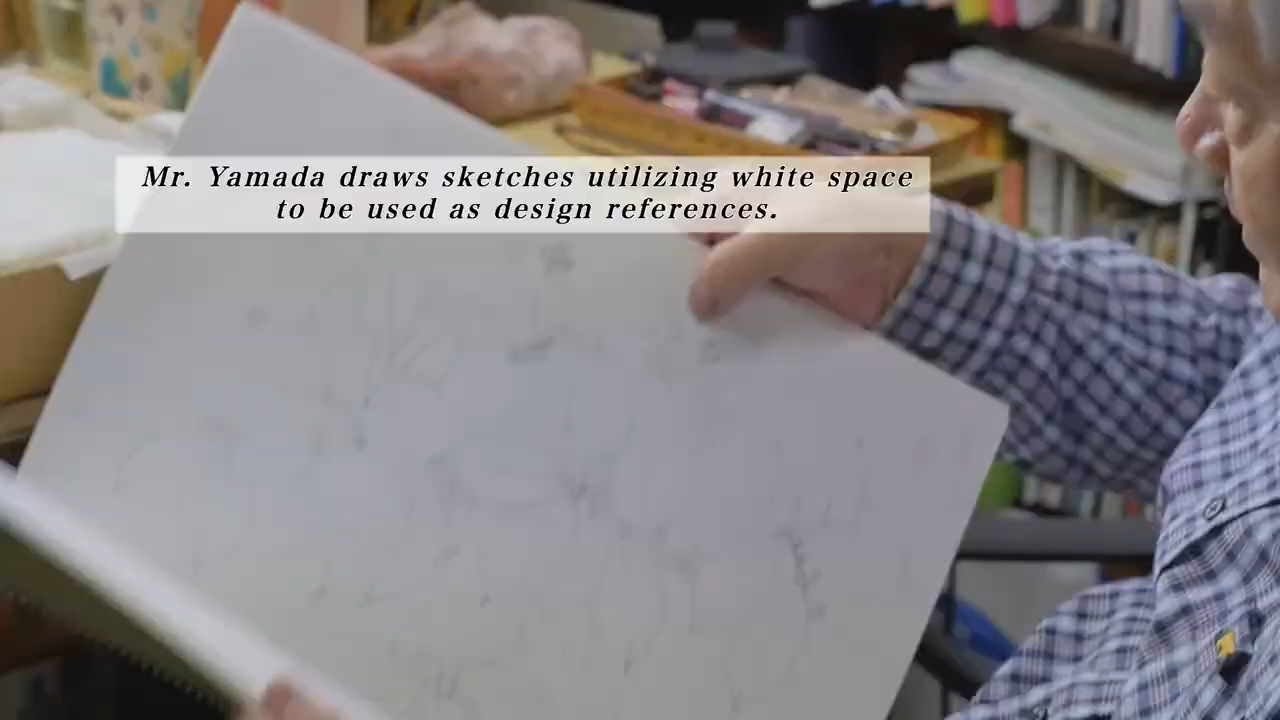 Mr. Yamada draws sketches utilizing white space
to be used as design references.